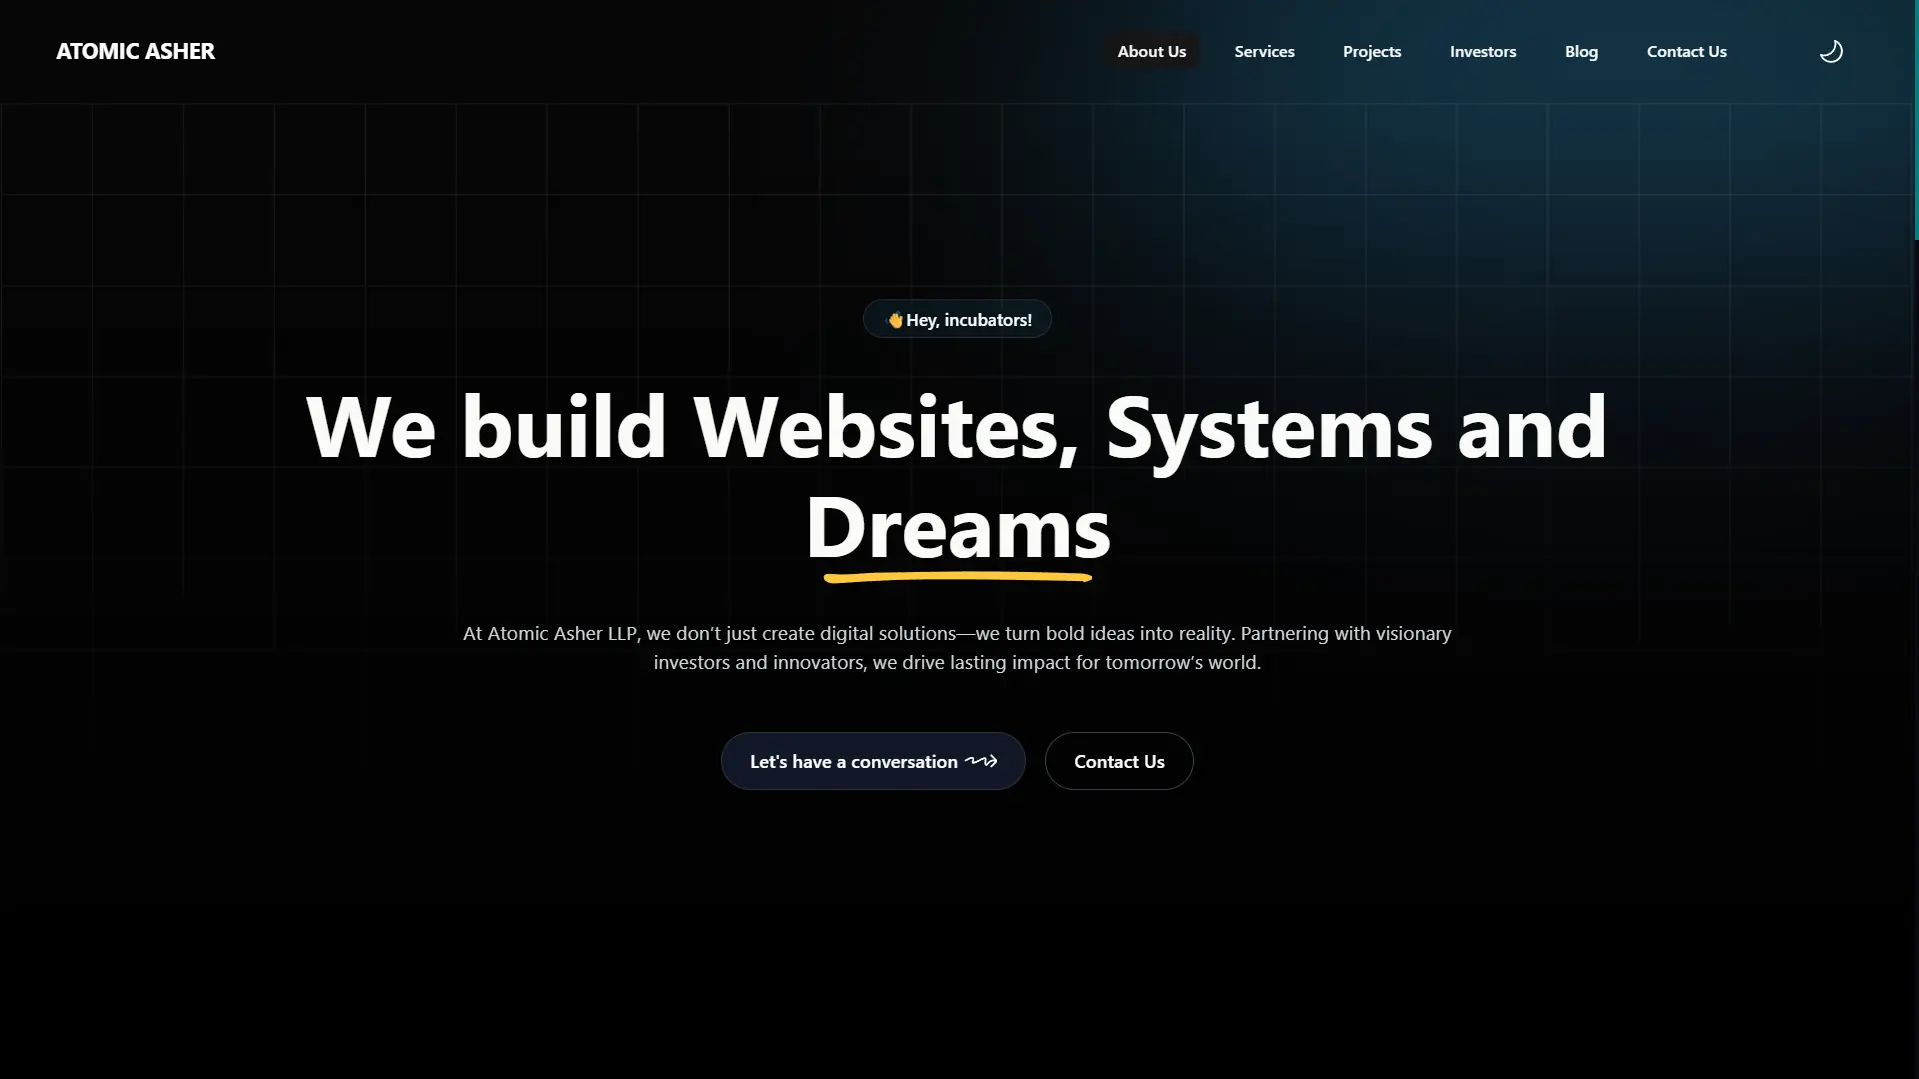 ATOMIC ASHER
About Us
Services
Projects
Investors
Blog
Contact Us
👋Hey, incubators!
We build Websites, Systems and
Dreams
At Atomic Asher LLP, we don’t just create digital solutions—we turn bold ideas into reality. Partnering with visionary
investors and innovators, we drive lasting impact for tomorrow’s world.
Let's have a conversation
Contact Us